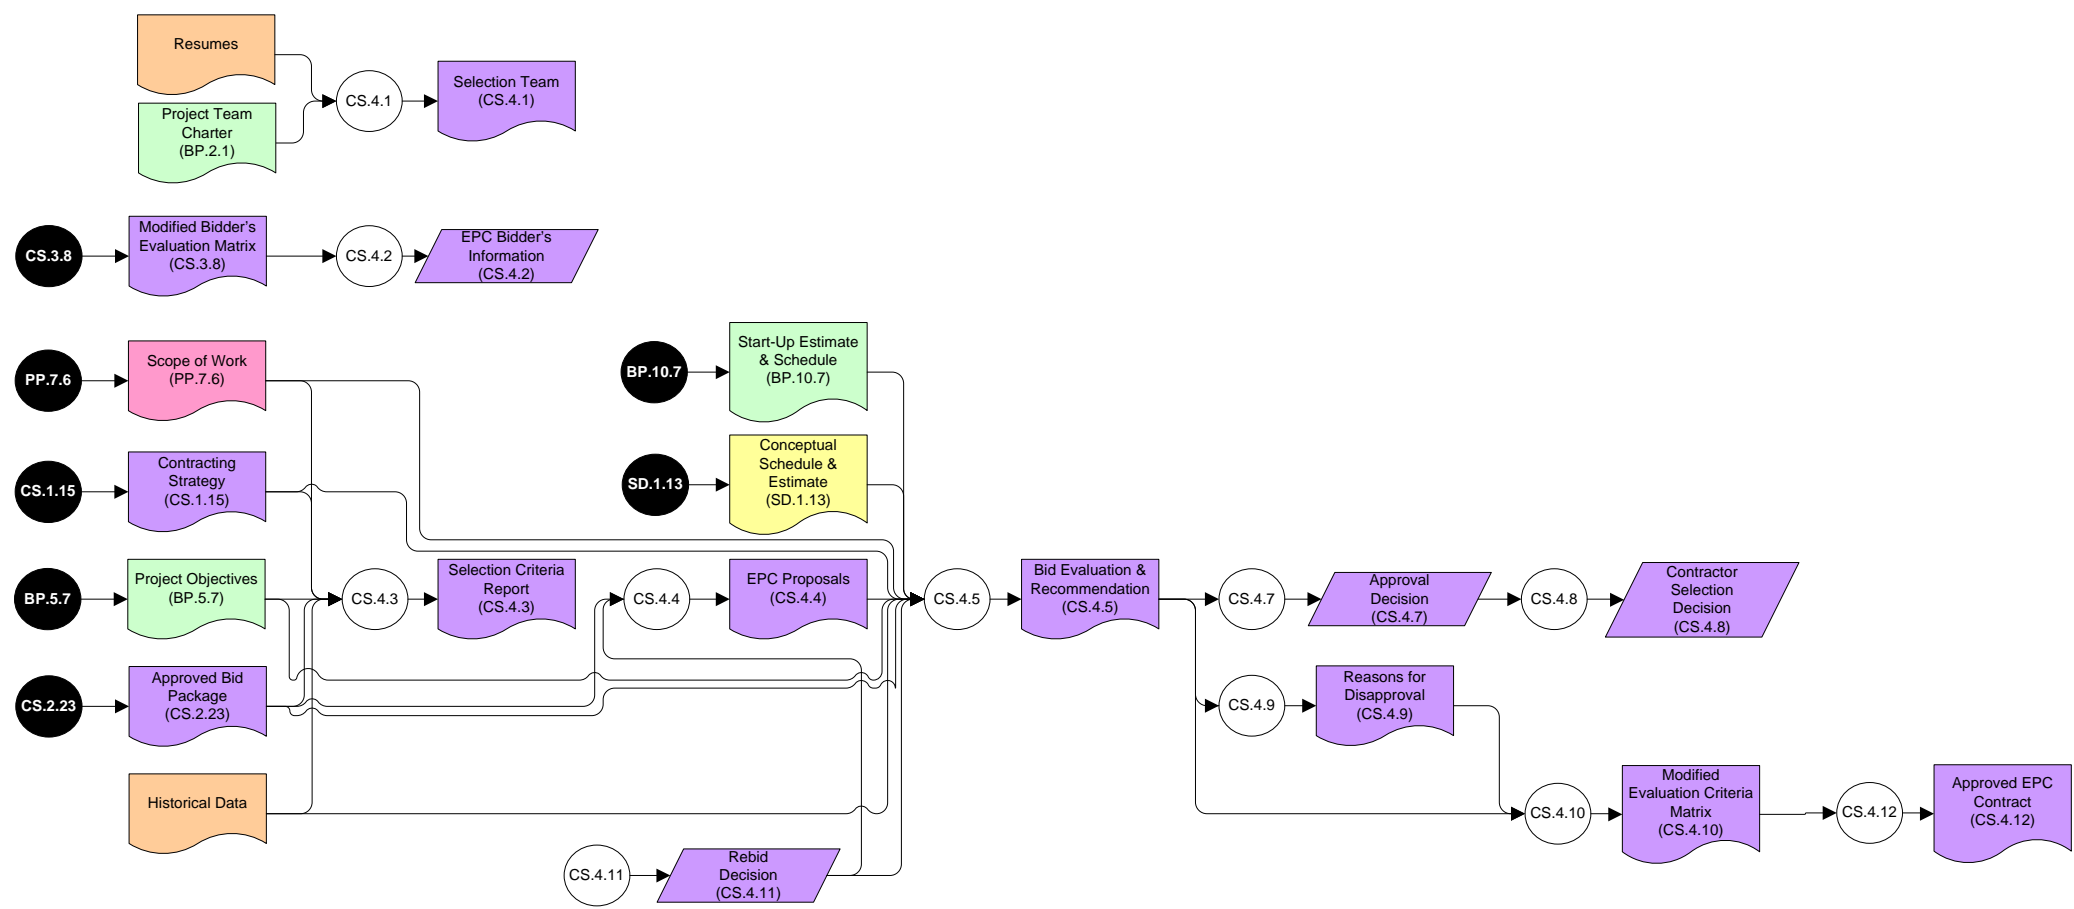 Resumes
Project Team
Charter
(BP.2.1)
CS.4.1
Selection Team
(CS.4.1)
CS.3.8
Modified Bidder's
Evaluation Matrix
(CS.3.8)
CS.4.2
EPC Bidder's
Information
(CS.4.2)
PP.7.6
Scope of Work
(PP.7.6)
BP.10.7
Start-Up Estimate
& Schedule
(BP.10.7)
CS.1.15
Contracting
Strategy
(CS.1.15)
SD.1.13
Conceptual
Schedule &
Estimate
(SD.1.13)
BP.5.7
Project Objectives
(BP.5.7)
CS.4.3
Selection Criteria
Report
(CS.4.3)
CS.4.4
EPC Proposals
(CS.4.4)
CS.4.5
Bid Evaluation &
Recommendation
(CS.4.5)
CS.4.7
Approval
Decision
(CS.4.7)
CS.4.8
Contractor
Selection
Decision
(CS.4.8)
CS.2.23
Approved Bid
Package
(CS.2.23)
CS.4.9
Reasons for
Disapproval
(CS.4.9)
Historical Data
CS.4.10
Modified
Evaluation Criteria
Matrix
(CS.4.10)
CS.4.12
Approved EPC
Contract
(CS.4.12)
CS.4.11
Rebid
Decision
(CS.4.11)